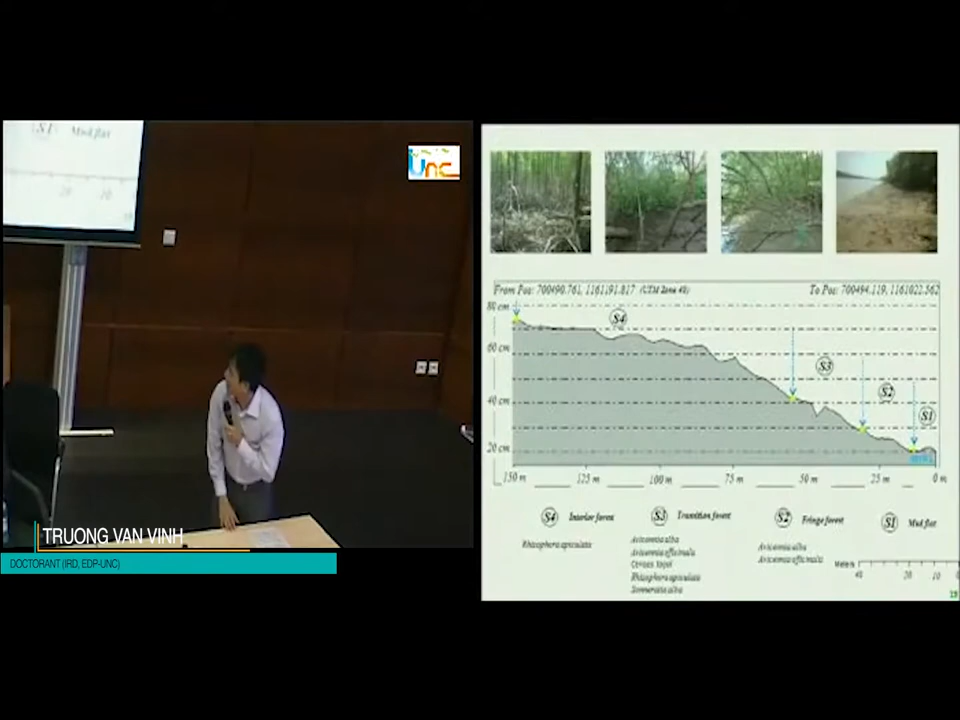 S1 Mud flat
20 10
Unc
TRUONG VAN VINH
DOCTORANT (IRD, EDP-UNC)
From Pos: 700490.761, 1161191.817 (UTM Zone 48)
To Pos: 700494.119, 1161022.562
80 cm
60 cm
40 cm
20 cm
S4
S3
S2
S1
150 m 125 m 100 m 75 m 50 m 25 m 0 m
S4 Interior forest
Rhizophora apiculata
S3 Transition forest
Avicennia alba
Avicennia officinalis
Ceriops tagal
Rhizophora apiculata
Sonneratia alba
S2 Fringe forest
Avicennia alba
Avicennia officinalis
S1 Mud flat
Meters
40 20 10 0